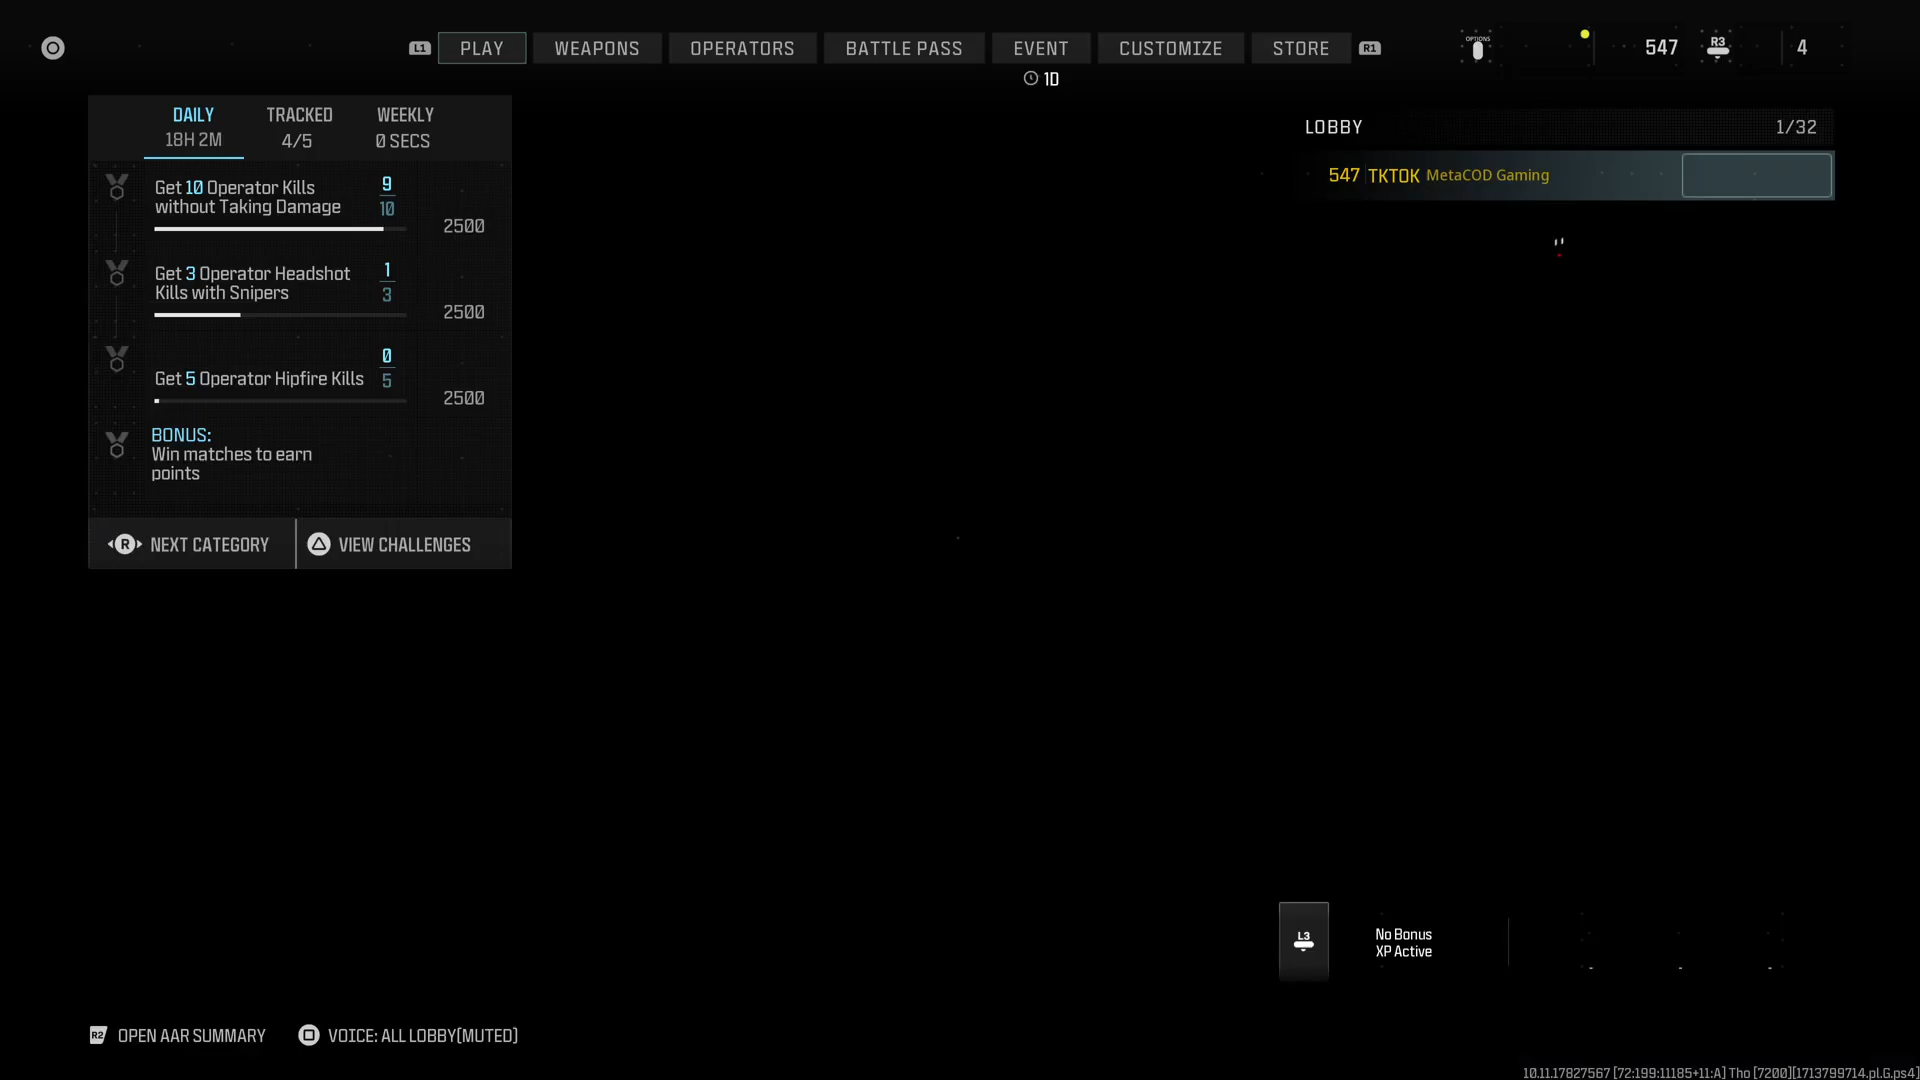 L1 PLAY WEAPONS OPERATORS BATTLE PASS EVENT CUSTOMIZE STORE R1 OPTIONS 547 R3 4
1D
DAILY TRACKED WEEKLY
18H 2M 4/5 0 SECS
Get 10 Operator Kills
without Taking Damage
9
10
2500
Get 3 Operator Headshot
Kills with Snipers
1
3
2500
Get 5 Operator Hipfire Kills
0
5
2500
BONUS:
Win matches to earn
points
R NEXT CATEGORY VIEW CHALLENGES
LOBBY 1/32
547 TKTOK MetaCOD Gaming
L3
No Bonus
XP Active
R2 OPEN AAR SUMMARY VOICE: ALL LOBBY[MUTED]
10.11.17827567 [72:199:11185+11:A] Tho [7200][1713799714.pl.G.ps4]